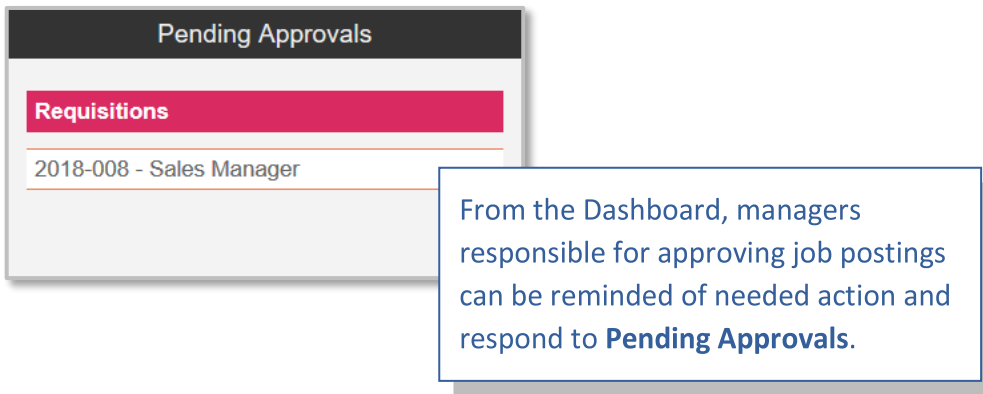 Pending Approvals
Requisitions
2018-008 - Sales Manager
From the Dashboard, managers
responsible for approving job postings
can be reminded of needed action and
respond to Pending Approvals.